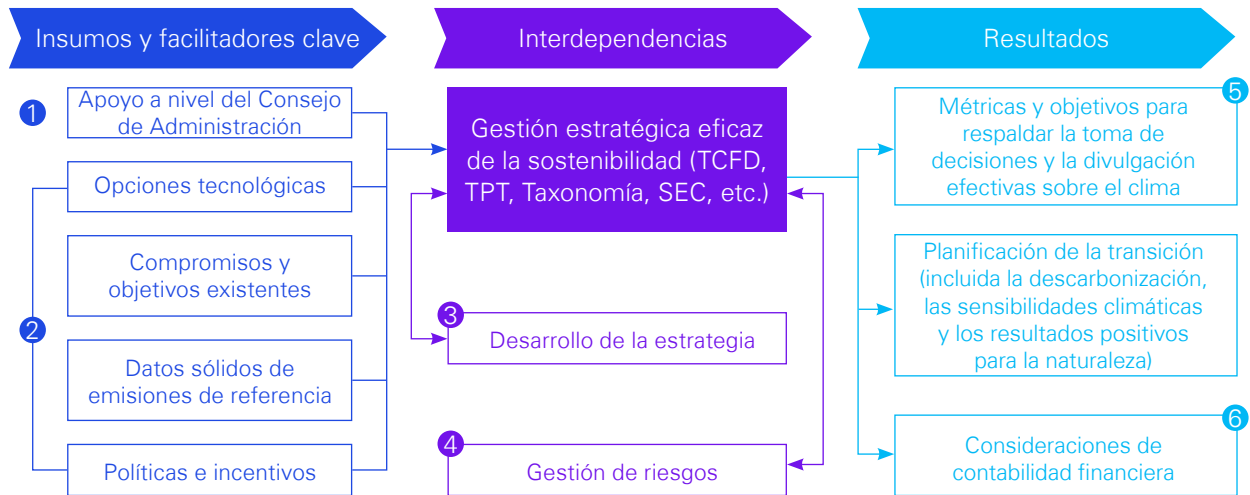 Insumos y facilitadores clave
Interdependencias
Resultados
1
Apoyo a nivel del Consejo
de Administración
Opciones tecnológicas
Compromisos y
objetivos existentes
2
Datos sólidos de
emisiones de referencia
Políticas e incentivos
Gestión estratégica eficaz
de la sostenibilidad (TCFD,
TPT, Taxonomía, SEC, etc.)
3
Desarrollo de la estrategia
4
Gestión de riesgos
5
Métricas y objetivos para
respaldar la toma de
decisiones y la divulgación
efectivas sobre el clima
Planificación de la transición
(incluida la descarbonización,
las sensibilidades climáticas
y los resultados positivos
para la naturaleza)
6
Consideraciones de
contabilidad financiera